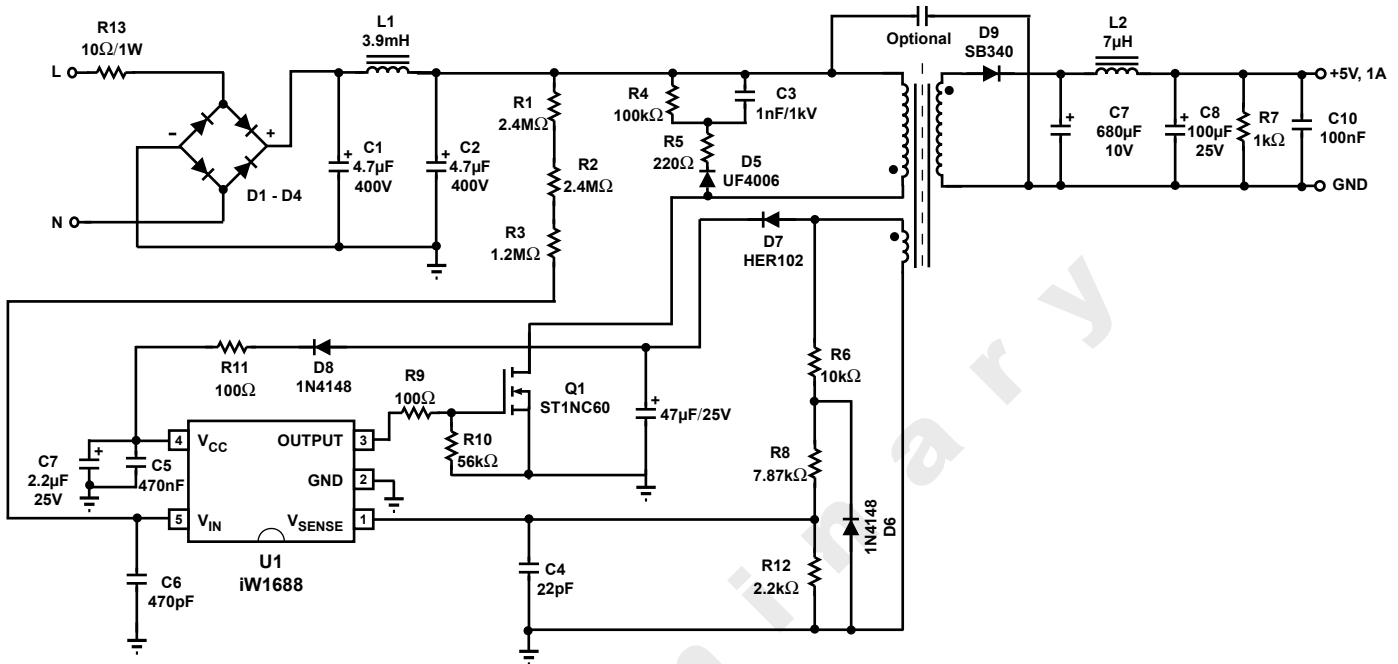 R13
10Ω/1W
L
N
-
+
D1 - D4
L1
3.9mH
+
C1
4.7µF
400V
+
C2
4.7µF
400V
R1
2.4MΩ
R2
2.4MΩ
R3
1.2MΩ
R4
100kΩ
C3
1nF/1kV
R5
220Ω
D5
UF4006
Optional
D9
SB340
L2
7µH
+5V, 1A
+
C7
680µF
10V
+
C8
100µF
25V
R7
1kΩ
C10
100nF
GND
D7
HER102
R11
100Ω
D8
1N4148
R9
100Ω
Q1
ST1NC60
+
47µF/25V
R10
56kΩ
R6
10kΩ
R8
7.87kΩ
R12
2.2kΩ
1N4148
D6
C7
2.2µF
25V
+
C5
470nF
4
VCC
OUTPUT
3
GND
2
5
VIN
VSENSE
1
U1
iW1688
C6
470pF
C4
22pF
i n a r y